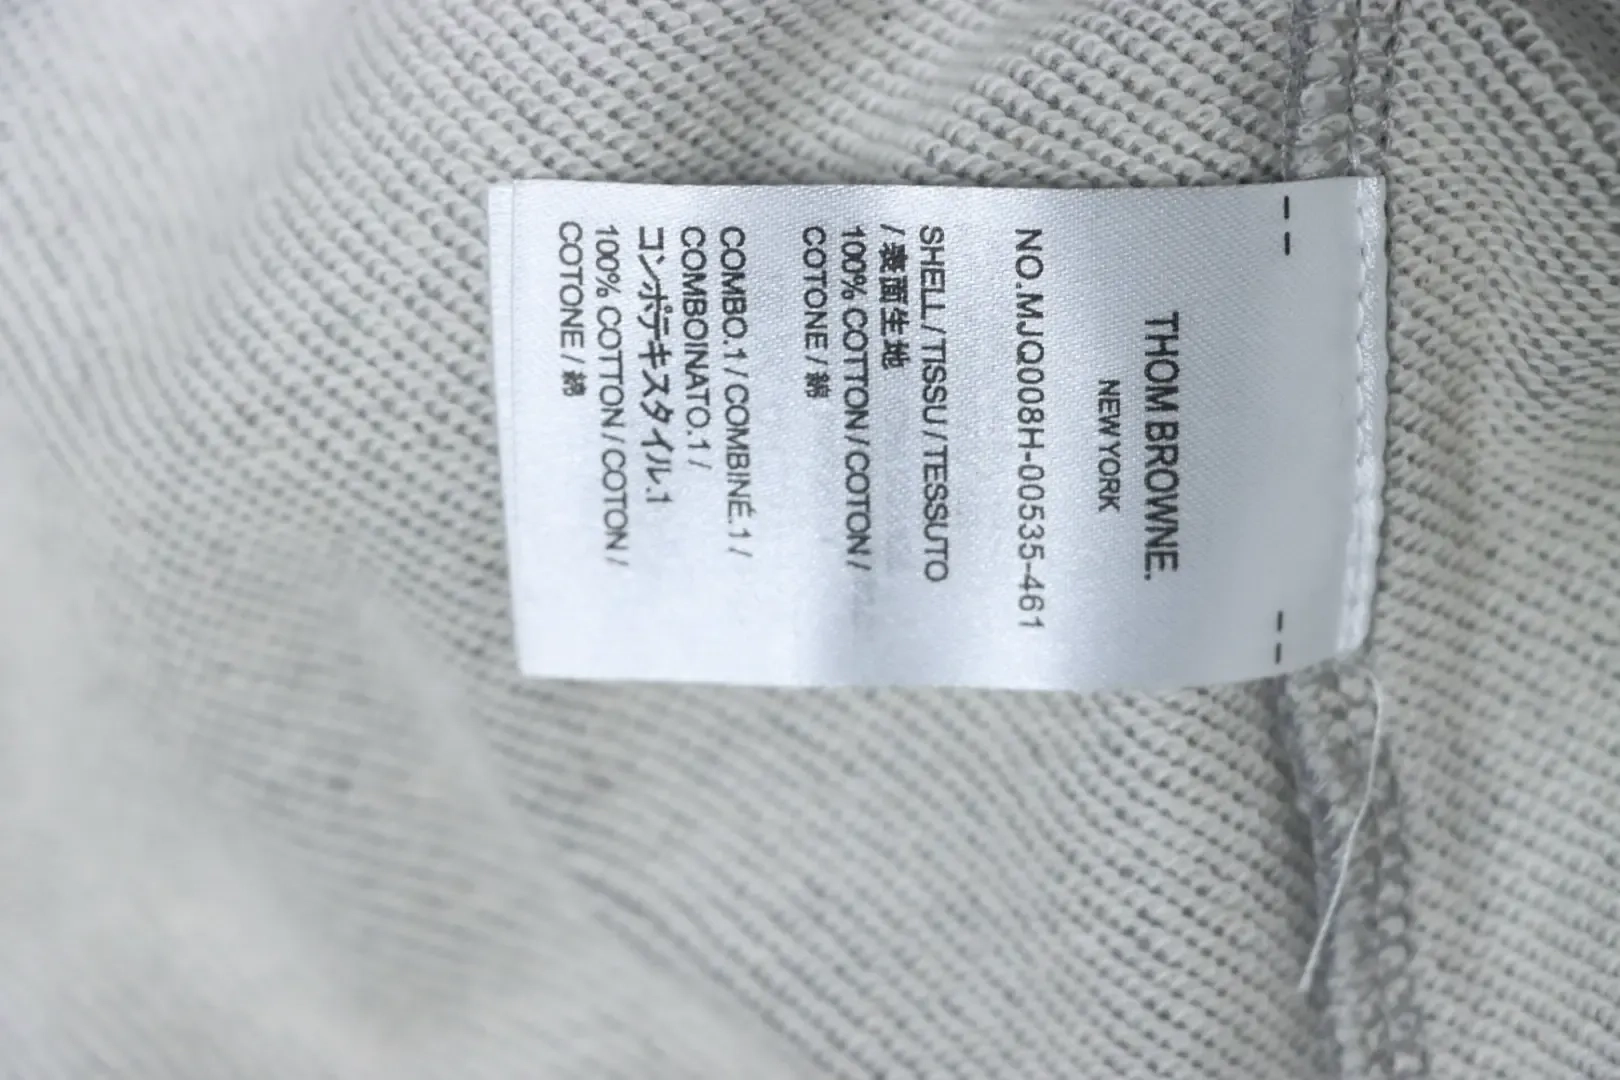 THOM BROWNE.
NEW YORK
NO.MJQ008H-00535-461
SHELL / TISSU / TESSUTO
/ 表面生地
100% COTTON / COTON /
COTONE / 綿
COMBO.1 / COMBINÉ.1 /
COMBOINATO.1 /
コンポテキスタイル.1
100% COTTON / COTON /
COTONE / 綿